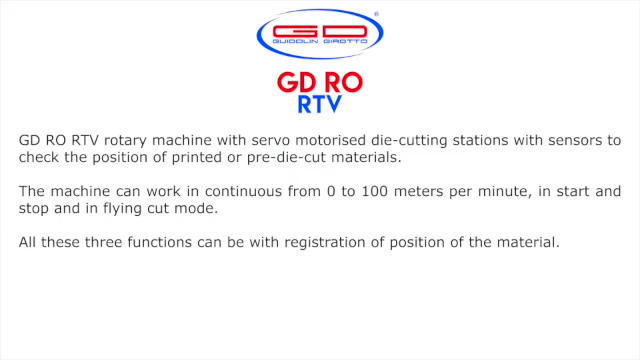 GD
®
GUIDOLIN GIROTTO
GD RO
RTV
GD RO RTV rotary machine with servo motorised die-cutting stations with sensors to
check the position of printed or pre-die-cut materials.
The machine can work in continuous from 0 to 100 meters per minute, in start and
stop and in flying cut mode.
All these three functions can be with registration of position of the material.